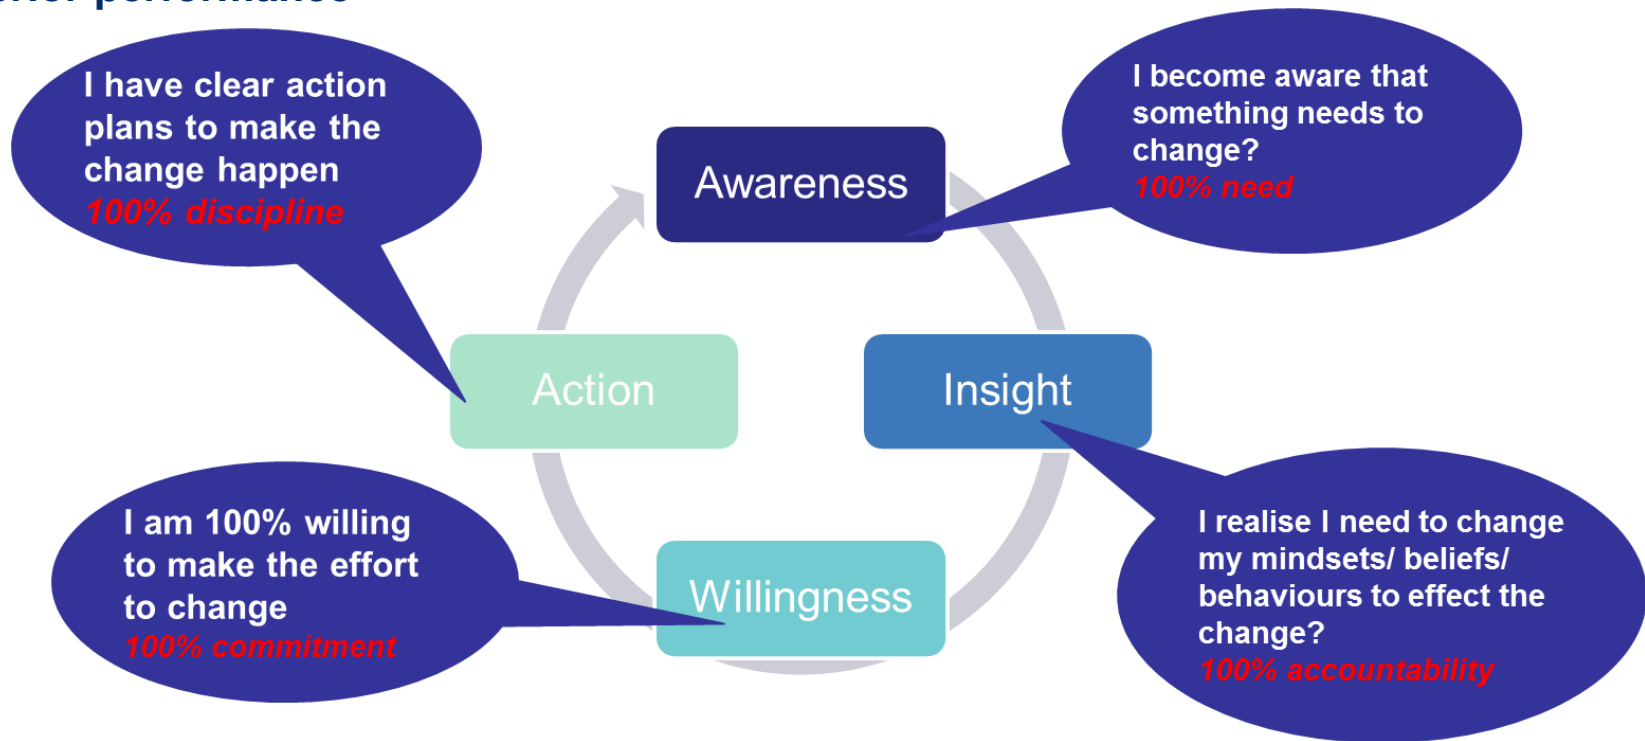 performance
I have clear action
plans to make the
change happen
100% discipline
I become aware that
something needs to
change?
100% need
Awareness
Action
Insight
I am 100% willing
to make the effort
to change
100% commitment
Willingness
I realise I need to change
my mindsets/ beliefs/
behaviours to effect the
change?
100% accountability